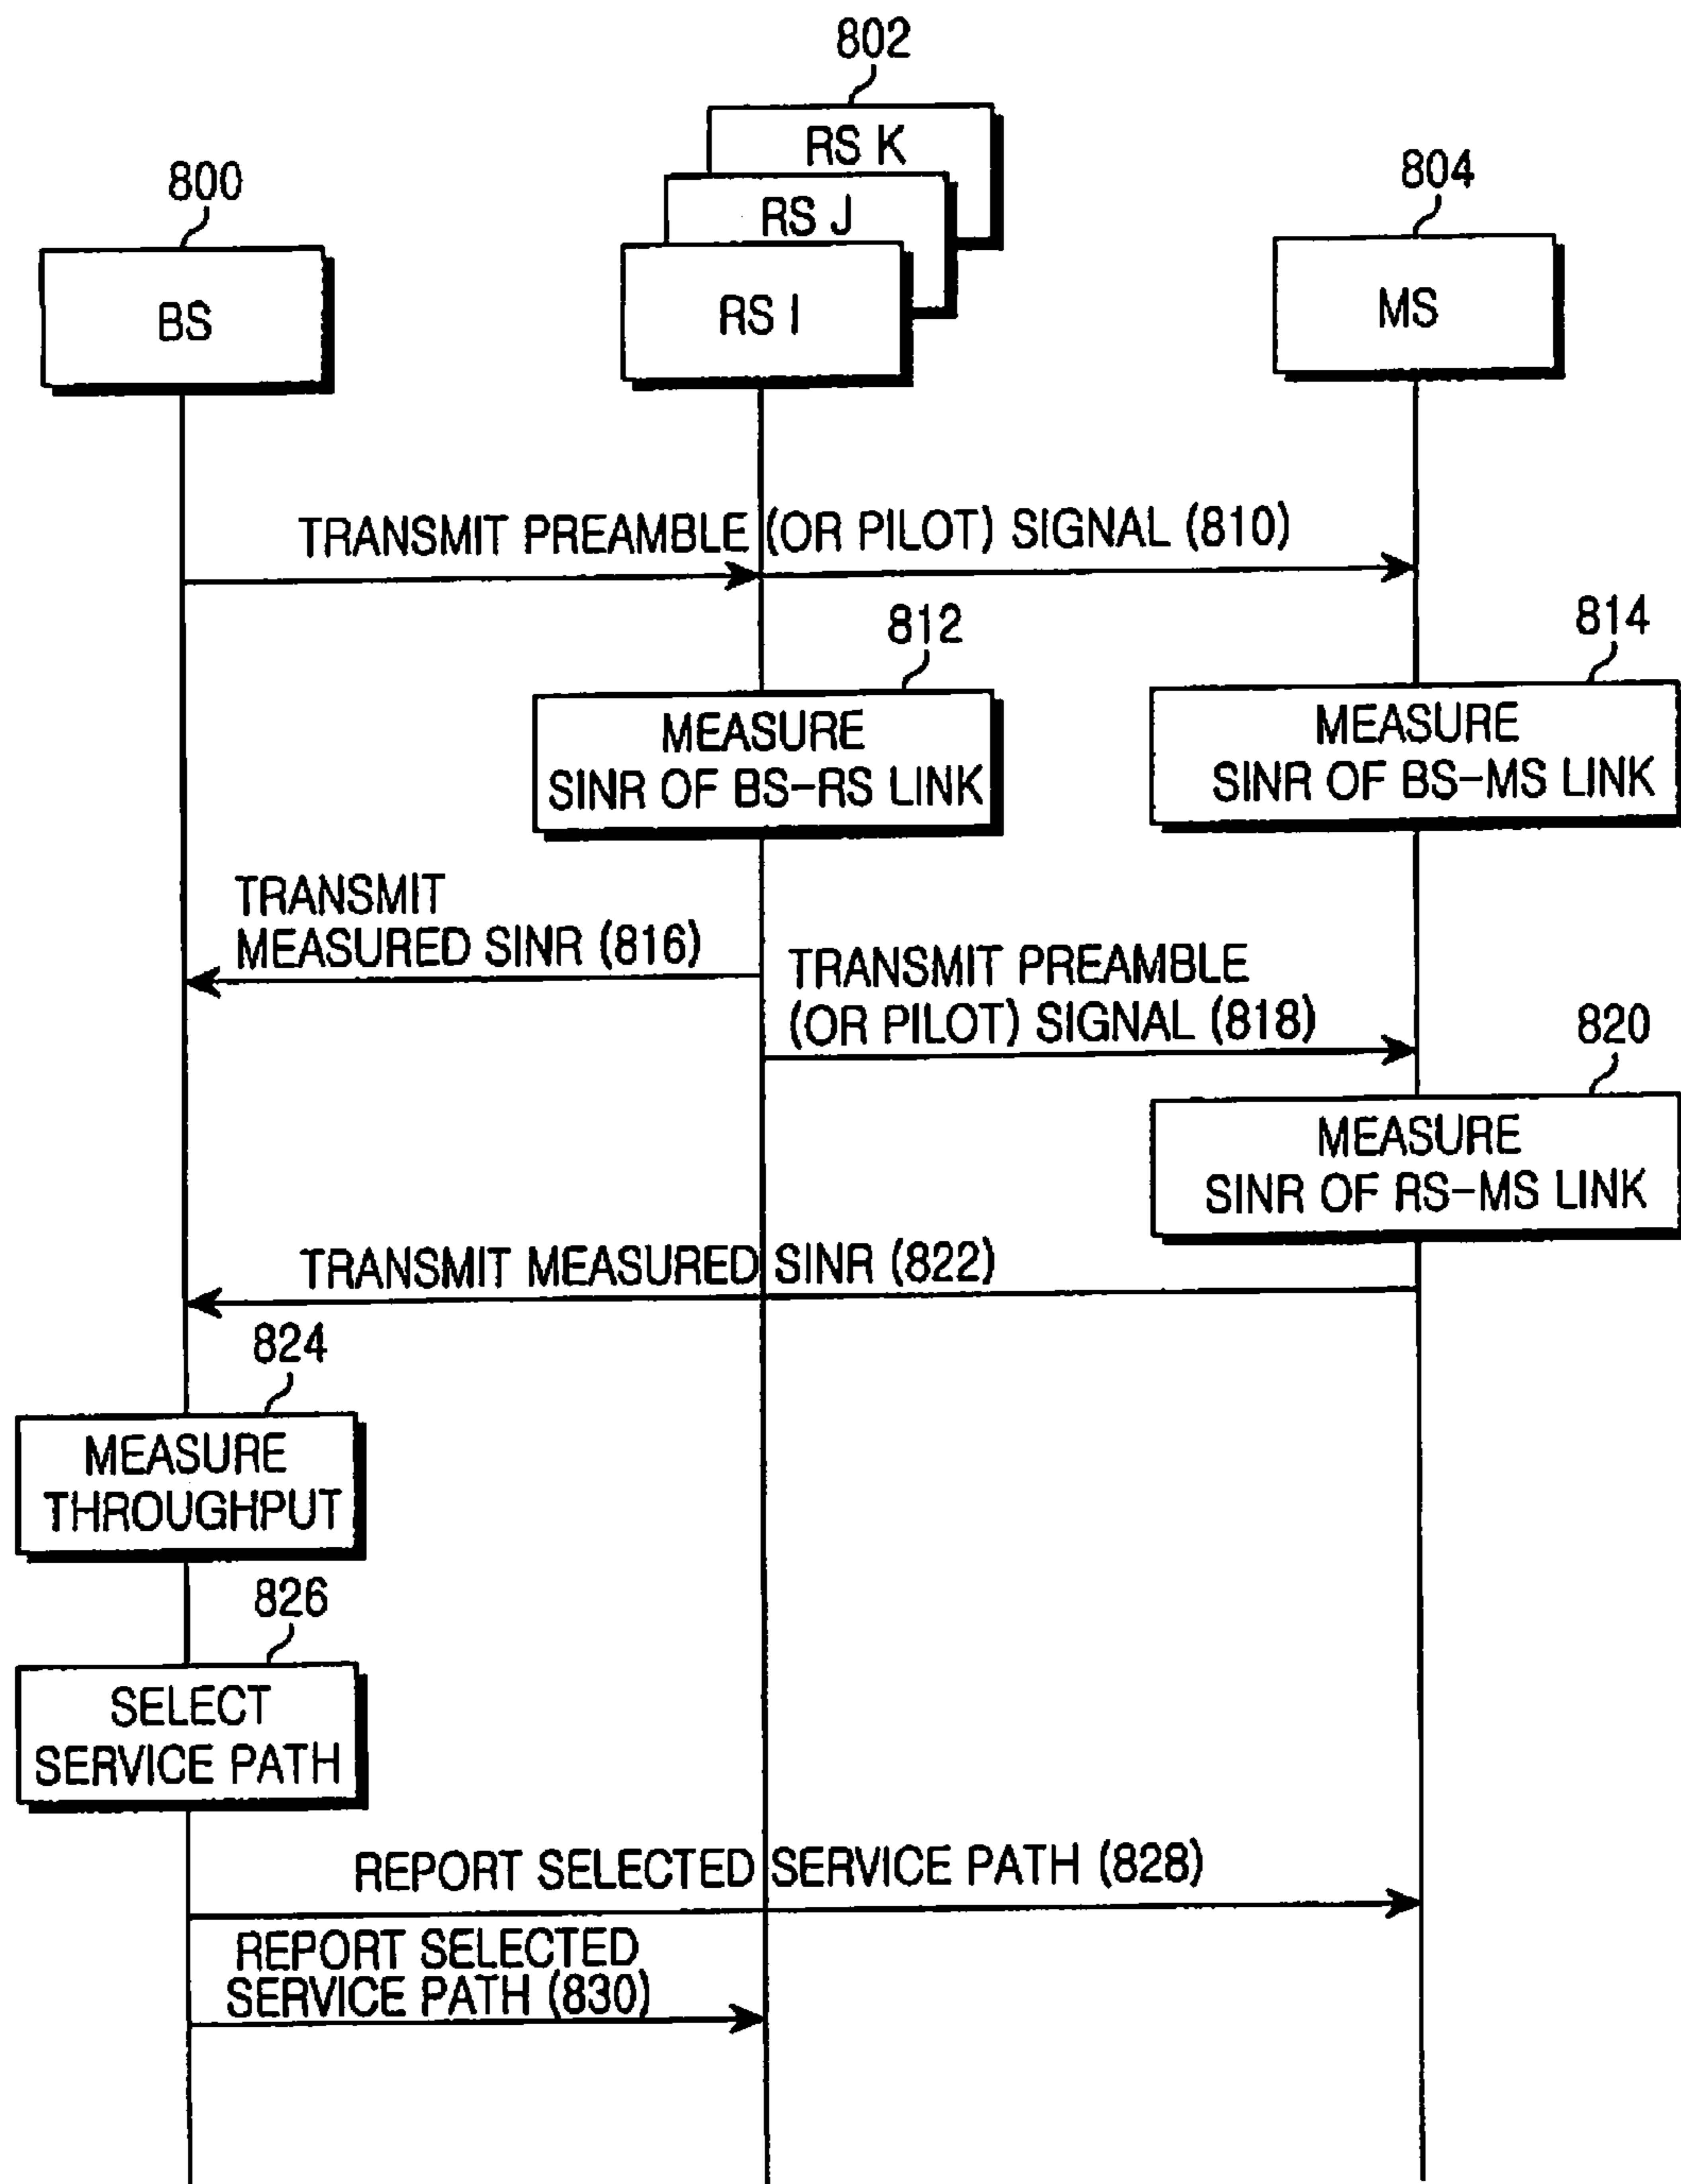 802
RS K
800
804
RS J
BS
RS I
MS
TRANSMIT PREAMBLE (OR PILOT) SIGNAL (810)
812
814
MEASURE
SINR OF BS-RS LINK
MEASURE
SINR OF BS-MS LINK
TRANSMIT
MEASURED SINR (816)
TRANSMIT PREAMBLE
(OR PILOT) SIGNAL (818)
820
MEASURE
SINR OF RS-MS LINK
TRANSMIT MEASURED SINR (822)
824
MEASURE
THROUGHPUT
826
SELECT
SERVICE PATH
REPORT SELECTED SERVICE PATH (828)
REPORT SELECTED
SERVICE PATH (830)